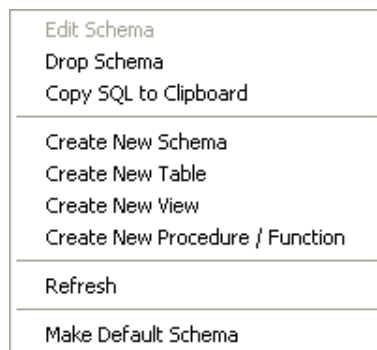 Edit Schema
Drop Schema
Copy SQL to Clipboard
Create New Schema
Create New Table
Create New View
Create New Procedure / Function
Refresh
Make Default Schema